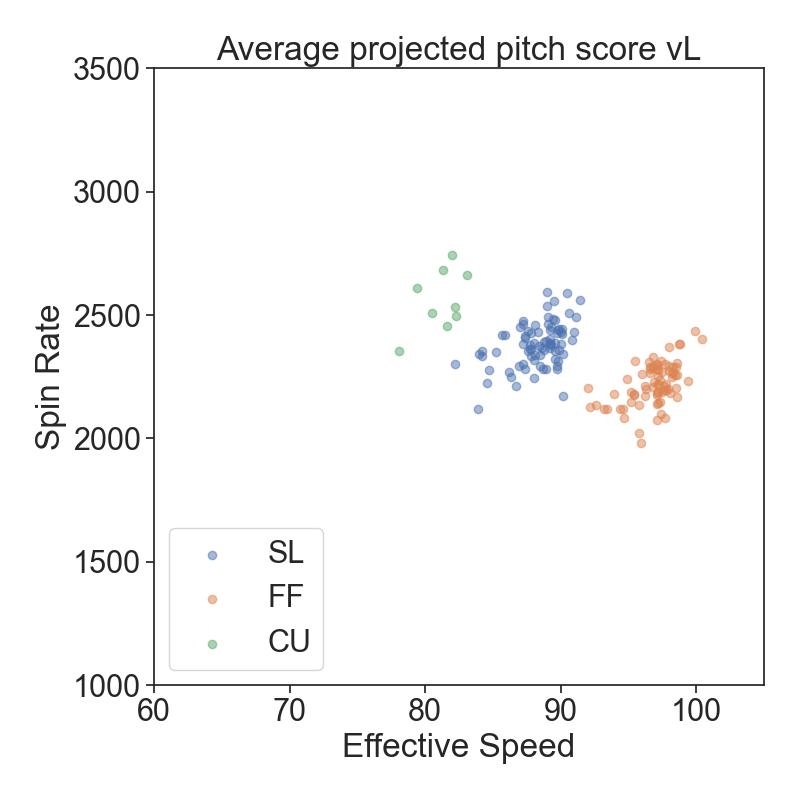 Average projected pitch score vL
3500
3000
2500
2000
1500
1000
Spin Rate
SL
FF
CU
60 70 80 90 100
Effective Speed